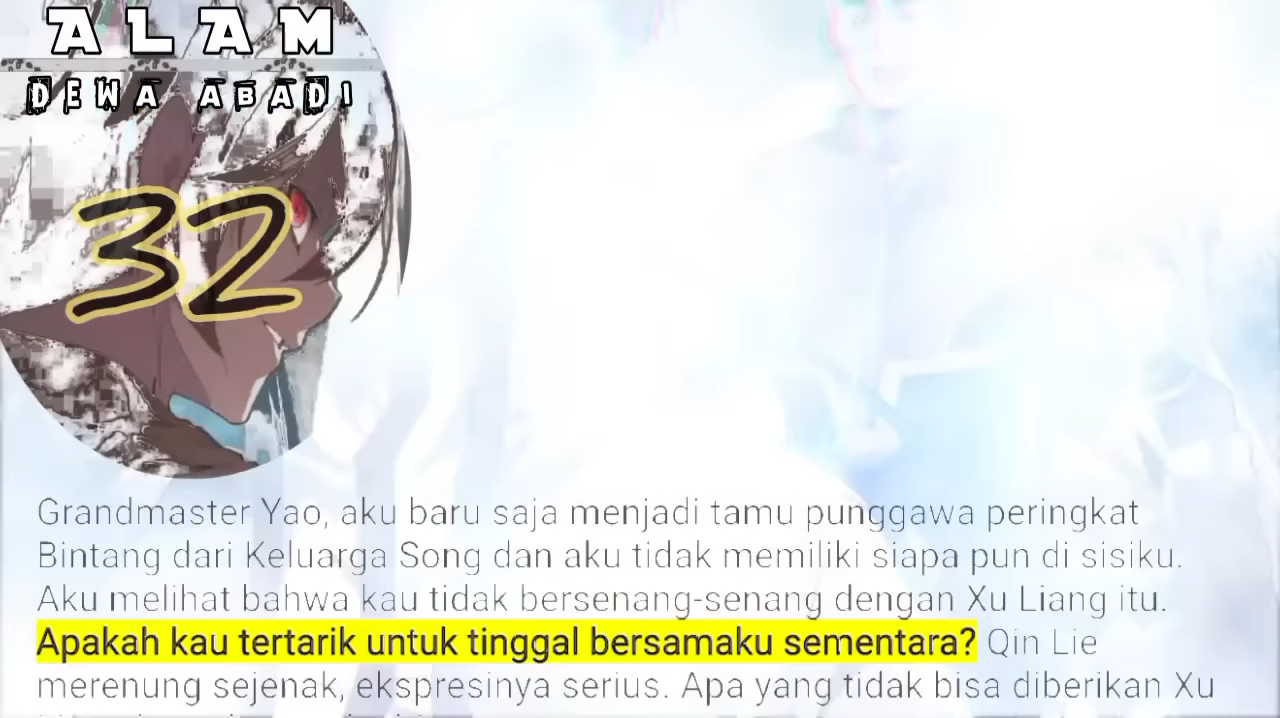 ALAM
DEWA ABADI
32
Grandmaster Yao, aku baru saja menjadi tamu punggawa peringkat
Bintang dari Keluarga Song dan aku tidak memiliki siapa pun di sisiku.
Aku melihat bahwa kau tidak bersenang-senang dengan Xu Liang itu.
Apakah kau tertarik untuk tinggal bersamaku sementara? Qin Lie
merenung sejenak, ekspresinya serius. Apa yang tidak bisa diberikan Xu